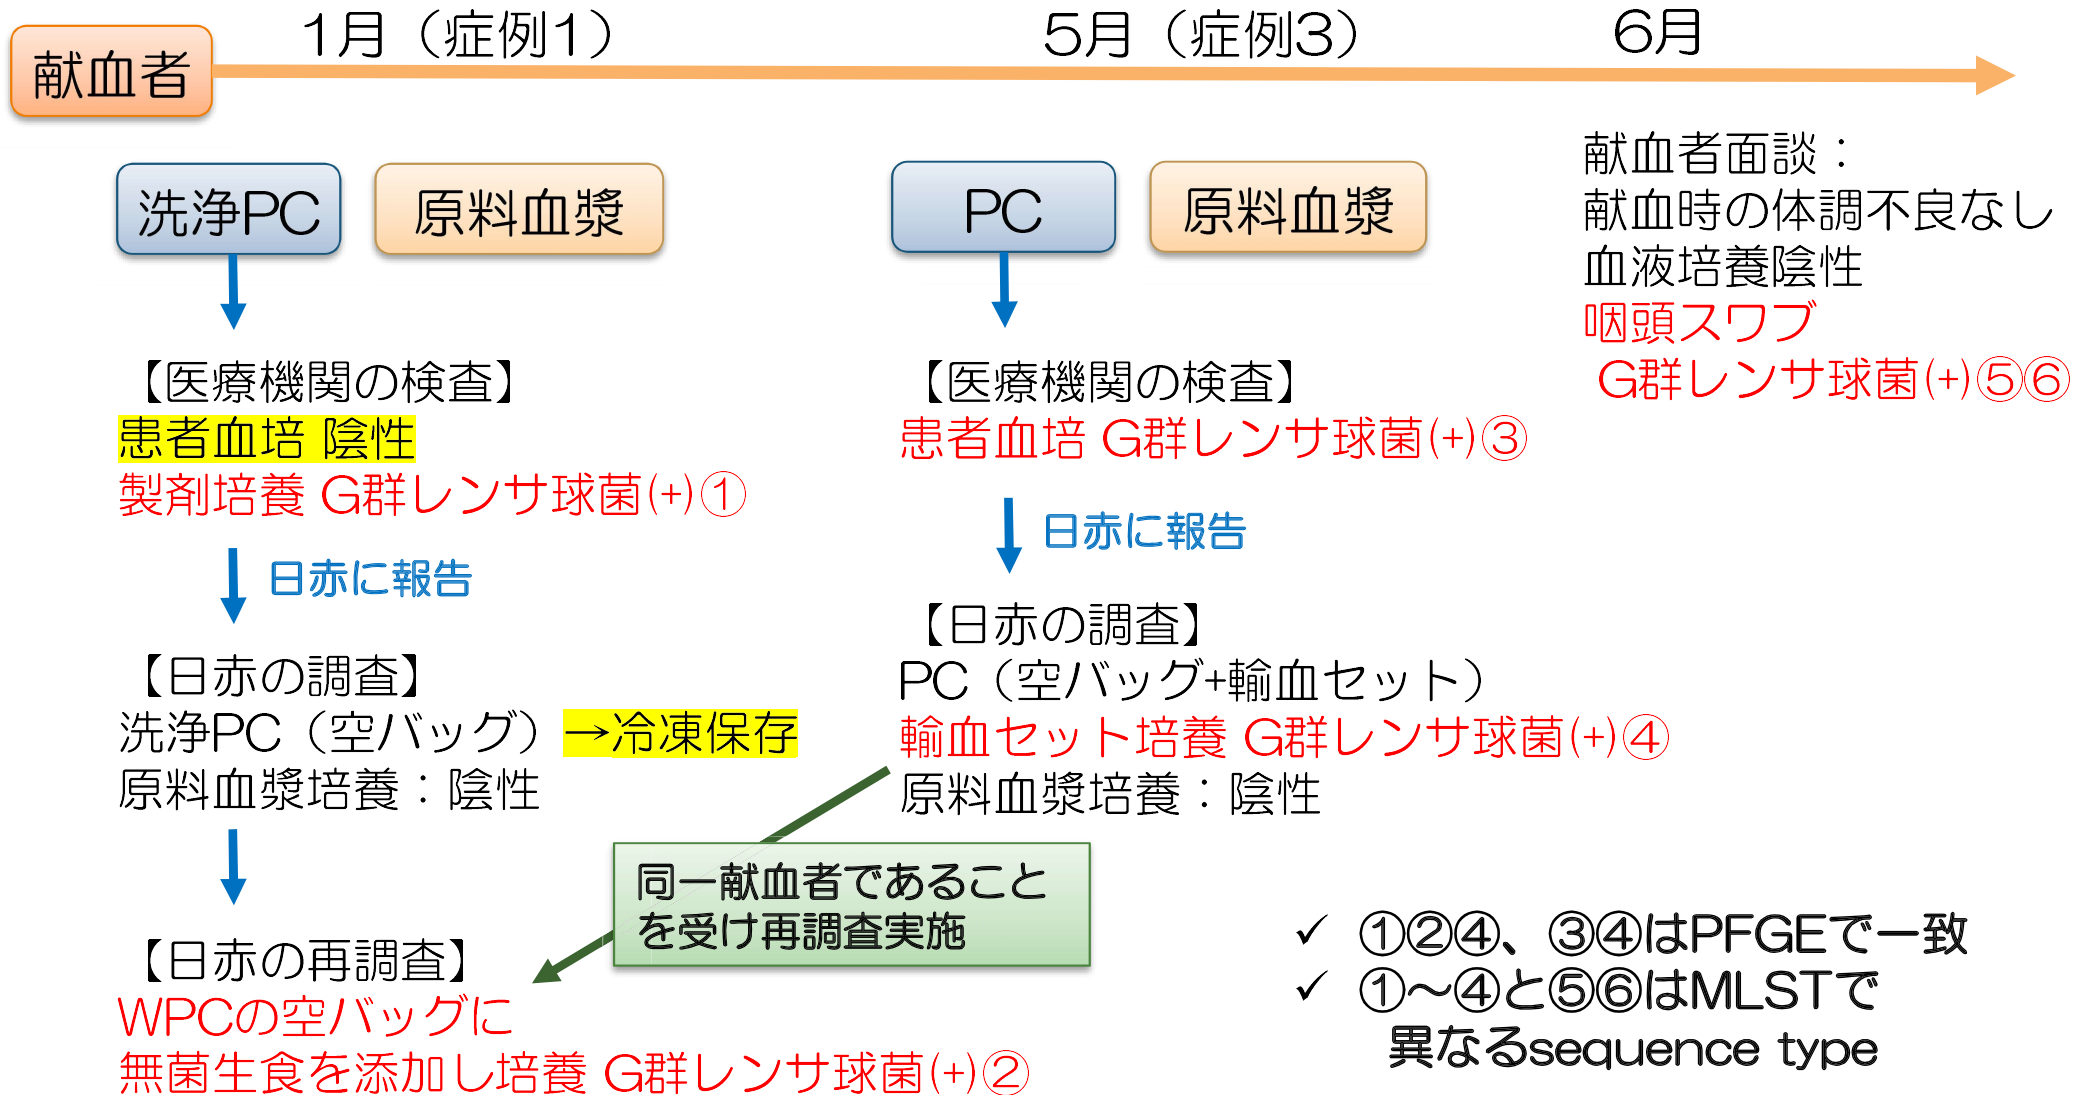 献血者
1月（症例1）
5月（症例3）
6月
洗浄PC
原料血漿
【医療機関の検査】
患者血培 陰性
製剤培養 G群レンサ球菌(+)①
日赤に報告
【日赤の調査】
洗浄PC（空バッグ）→冷凍保存
原料血漿培養：陰性
【日赤の再調査】
WPCの空バッグに
無菌生食を添加し培養 G群レンサ球菌(+)②
PC
原料血漿
【医療機関の検査】
患者血培 G群レンサ球菌(+)③
日赤に報告
【日赤の調査】
PC（空バッグ+輸血セット）
輸血セット培養 G群レンサ球菌(+)④
原料血漿培養：陰性
同一献血者であること
を受け再調査実施
献血者面談：
献血時の体調不良なし
血液培養陰性
咽頭スワブ
G群レンサ球菌(+)⑤⑥
✓ ①②④、③④はPFGEで一致
✓ ①～④と⑤⑥はMLSTで
異なるsequence type